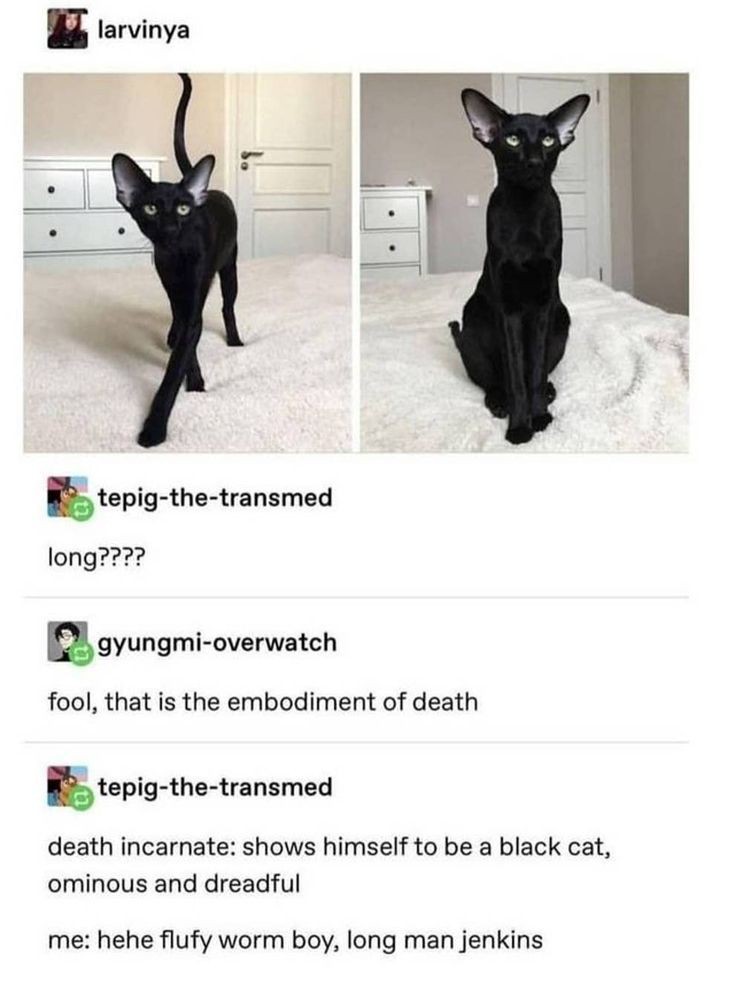 larvinya
tepig-the-transmed
long????
gyungmi-overwatch
fool, that is the embodiment of death
tepig-the-transmed
death incarnate: shows himself to be a black cat,
ominous and dreadful
me: hehe flufy worm boy, long man jenkins